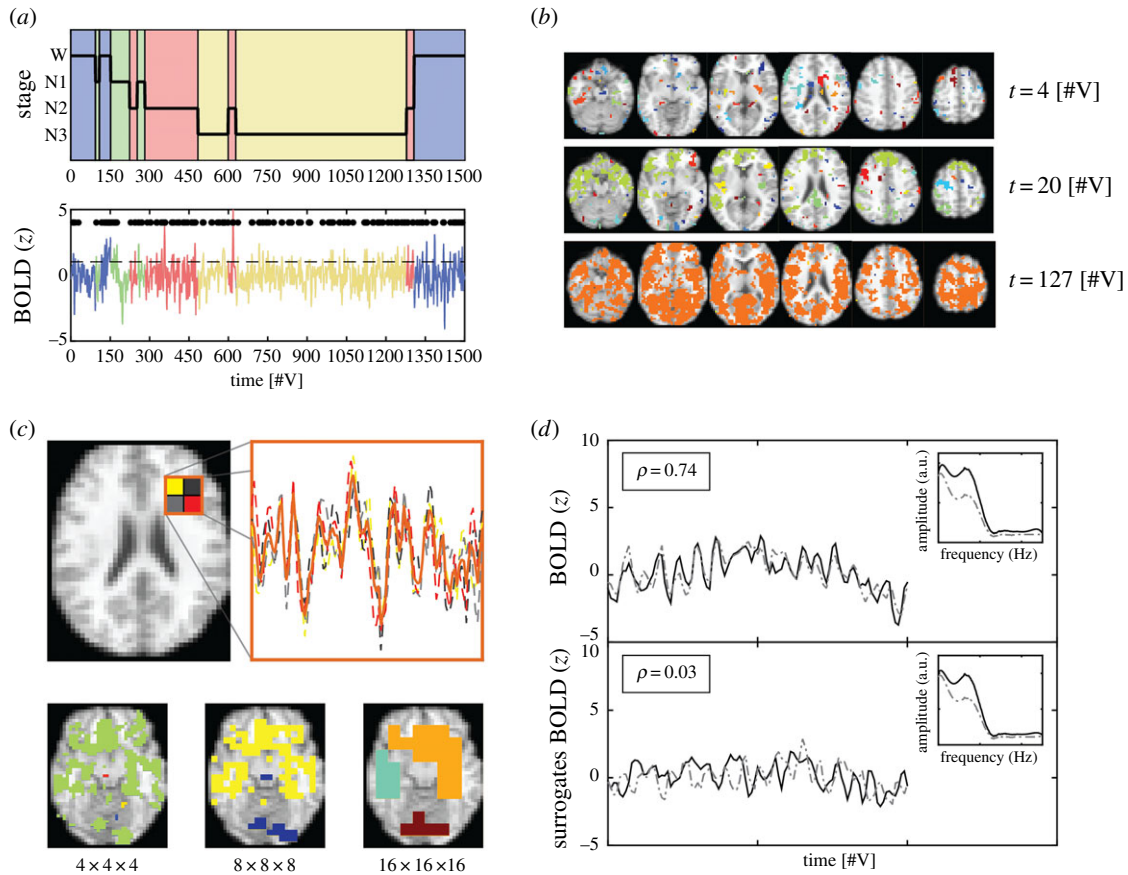 (a)
W
N1
N2
N3
stage
0 150 300 450 600 750 900 1050 1200 1350 1500
5
0
−5
BOLD (z)
0 150 300 450 600 750 900 1050 1200 1350 1500
time [#V]
(b)
t = 4 [#V]
t = 20 [#V]
t = 127 [#V]
(c)
4 × 4 × 4
8 × 8 × 8
16 × 16 × 16
(d)
10
5
0
−5
BOLD (z)
ρ = 0.74
amplitude (a.u.)
frequency (Hz)
10
5
0
−5
surrogates BOLD (z)
ρ = 0.03
amplitude (a.u.)
frequency (Hz)
time [#V]